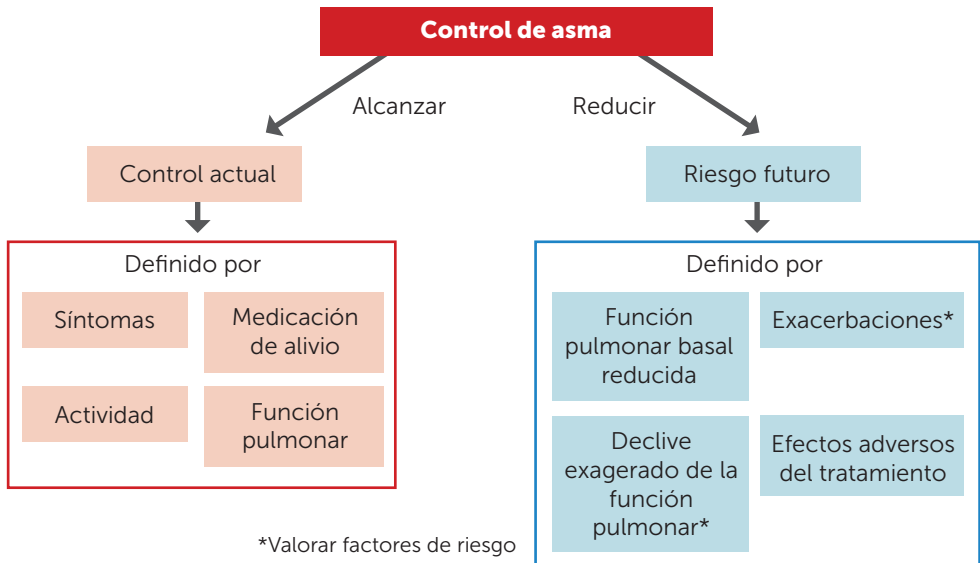 Control de asma
Alcanzar
Reducir
Control actual
Riesgo futuro
Definido por
Síntomas
Medicación
de alivio
Actividad
Función
pulmonar
Definido por
Función
pulmonar basal
reducida
Exacerbaciones*
Declive
exagerado de la
función
pulmonar*
Efectos adversos
del tratamiento
*Valorar factores de riesgo